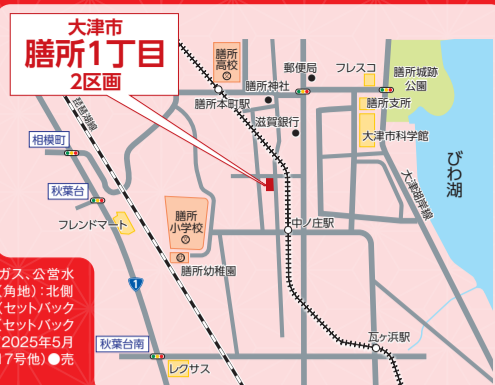 大津市
膳所1丁目
2区画
膳所
高校
郵便局
フレスコ
膳所城跡
公園
膳所神社
膳所本町駅
膳所支所
滋賀銀行
大津市科学館
琵琶湖線
相模町
秋葉台
フレンドマート
膳所
小学校
膳所幼稚園
中ノ庄駅
大津湖岸線
びわ湖
1
ガス、公営水
(角地):北側
(セットバック
(セットバック
2025年5月
17号他)●売
秋葉台南
レクサス
瓦ヶ浜駅